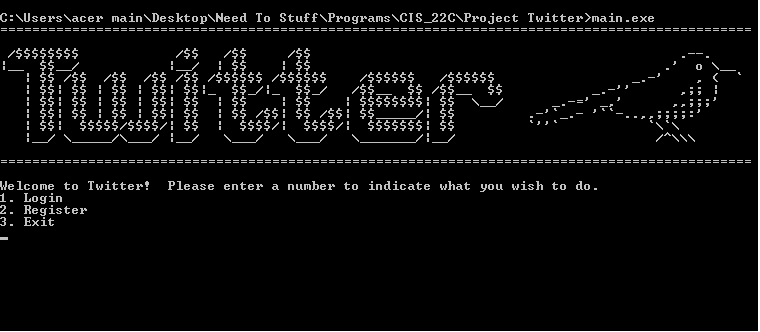 C:\Users\acer main\Desktop\Need To Stuff\Programs\CIS_22C\Project Twitter>main.exe
Twitter
Welcome to Twitter!  Please enter a number to indicate what you wish to do.
1. Login
2. Register
3. Exit